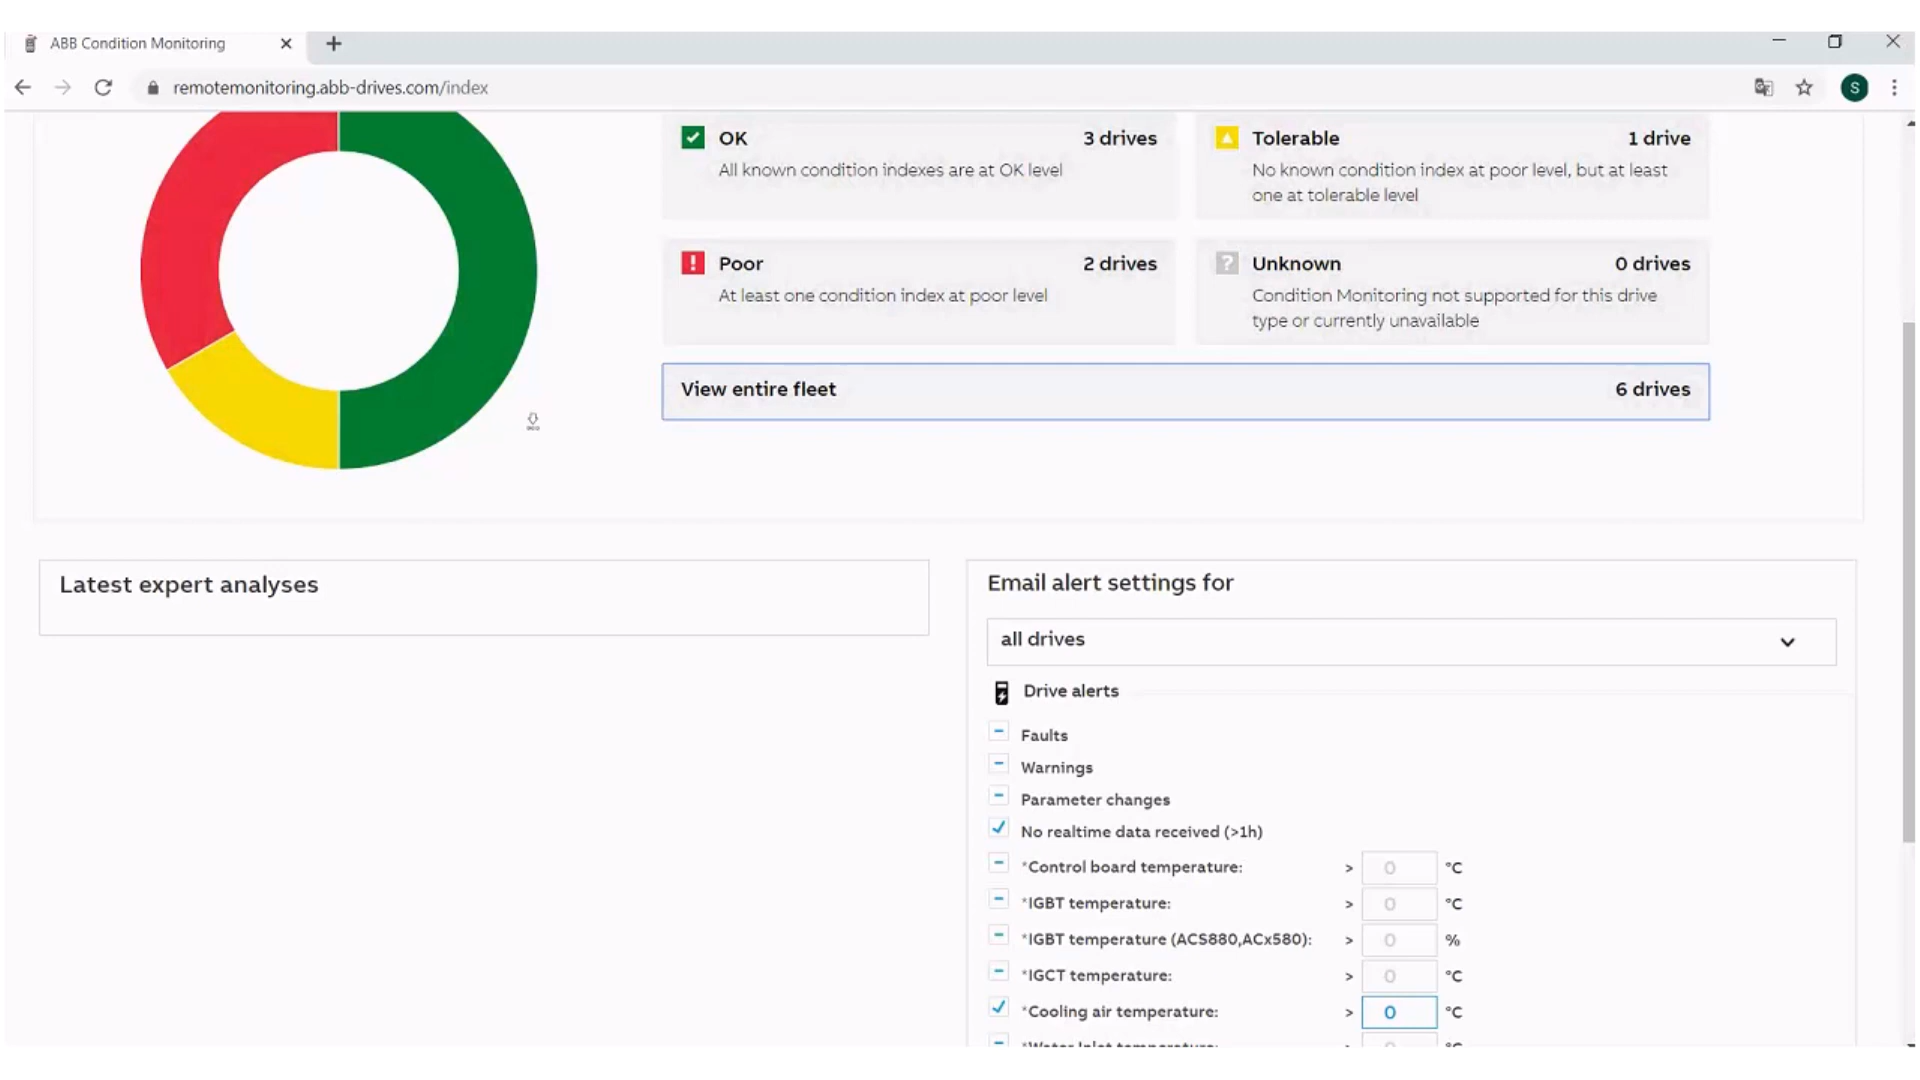 ABB Condition Monitoring
remotemonitoring.abb-drives.com/index
S
OK 3 drives
All known condition indexes are at OK level
Tolerable 1 drive
No known condition index at poor level, but at least
one at tolerable level
Poor 2 drives
At least one condition index at poor level
Unknown 0 drives
Condition Monitoring not supported for this drive
type or currently unavailable
View entire fleet 6 drives
Latest expert analyses
Email alert settings for
all drives
Drive alerts
Faults
Warnings
Parameter changes
No realtime data received (>1h)
*Control board temperature: > 0 °C
*IGBT temperature: > 0 °C
*IGBT temperature (ACS880,ACx580): > 0 %
*IGCT temperature: > 0 °C
*Cooling air temperature: > 0 °C
*Water Inlet temperature: > 0 °C